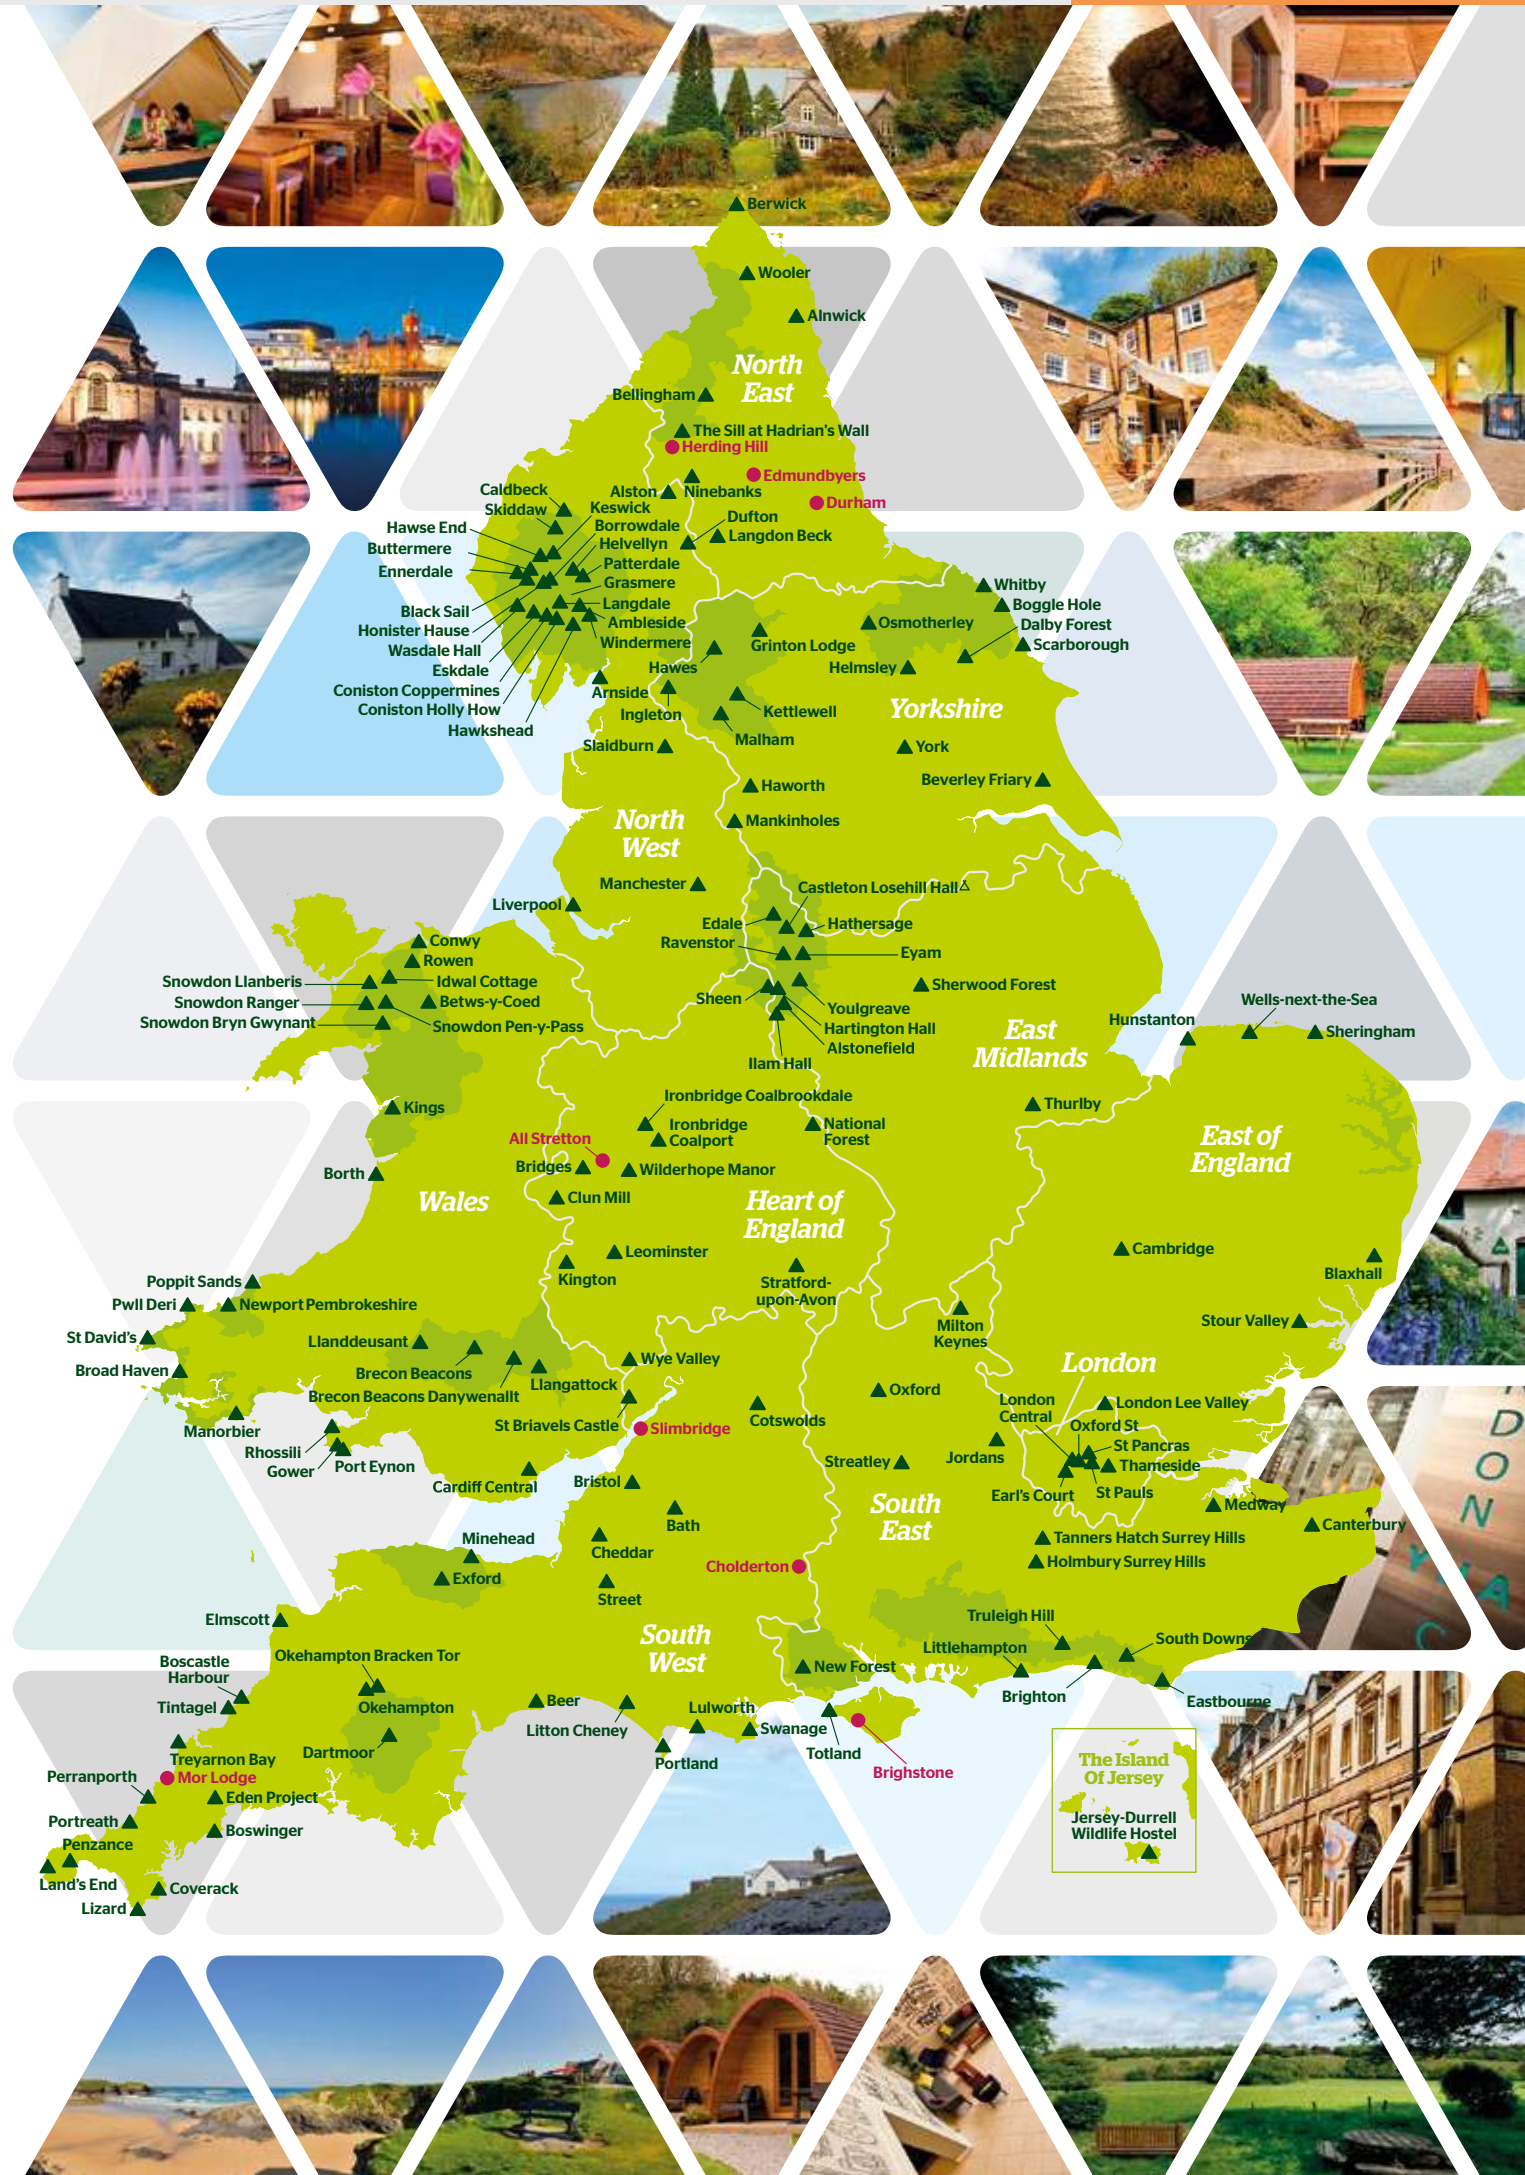 Berwick
Wooler
Alnwick
North
East
Bellingham
The Sill at Hadrian's Wall
Herding Hill
Edmundbyers
Alston
Ninebanks
Durham
Caldbeck
Skiddaw
Keswick
Hawse End
Borrowdale
Dufton
Buttermere
Helvellyn
Langdon Beck
Ennerdale
Patterdale
Grasmere
Whitby
Black Sail
Langdale
Boggle Hole
Honister Hause
Ambleside
Osmotherley
Dalby Forest
Wasdale Hall
Windermere
Grinton Lodge
Scarborough
Eskdale
Hawes
Helmsley
Coniston Coppermines
Arnside
Coniston Holly How
Ingleton
Kettlewell
Yorkshire
Hawkshead
Malham
Slaidburn
York
Haworth
Beverley Friary
North
West
Mankinholes
Manchester
Castleton Losehill Hall
Liverpool
Edale
Hathersage
Conwy
Ravenstor
Eyam
Rowen
Snowdon Llanberis
Idwal Cottage
Sherwood Forest
Snowdon Ranger
Betws-y-Coed
Sheen
Youlgreave
Wells-next-the-Sea
Snowdon Bryn Gwynant
Snowdon Pen-y-Pass
Hartington Hall
Hunstanton
Sheringham
East
Midlands
Alstonefield
Ilam Hall
Kings
Ironbridge Coalbrookdale
Thurlby
Ironbridge
Coalport
National
Forest
All Stretton
East of
England
Bridges
Wilderhope Manor
Borth
Clun Mill
Wales
Heart of
England
Leominster
Cambridge
Kington
Blaxhall
Poppit Sands
Stratford-
upon-Avon
Pwll Deri
Newport Pembrokeshire
Milton
Keynes
Stour Valley
St David's
Llanddeusant
Wye Valley
London
Broad Haven
Brecon Beacons
Llangattock
Oxford
Brecon Beacons Danywenallt
London
Central
London Lee Valley
Manorbier
St Briavels Castle
Slimbridge
Cotswolds
Oxford St
Rhossili
St Pancras
Gower
Port Eynon
Streatley
Jordans
Thameside
Cardiff Central
Bristol
Earl's Court
St Pauls
South
East
Medway
Bath
Canterbury
Minehead
Cheddar
Tanners Hatch Surrey Hills
Exford
Cholderton
Holmbury Surrey Hills
Street
Elmscott
Truleigh Hill
South
West
Littlehampton
South Downs
Okehampton Bracken Tor
New Forest
Boscastle
Harbour
Brighton
Eastbourne
Tintagel
Okehampton
Beer
Lulworth
Litton Cheney
Swanage
Treyarnon Bay
Dartmoor
Portland
Totland
Perranporth
Mor Lodge
Brighstone
The Island
Of Jersey
Eden Project
Portreath
Jersey-Durrell
Wildlife Hostel
Boswinger
Penzance
Land's End
Coverack
Lizard
D
O
N